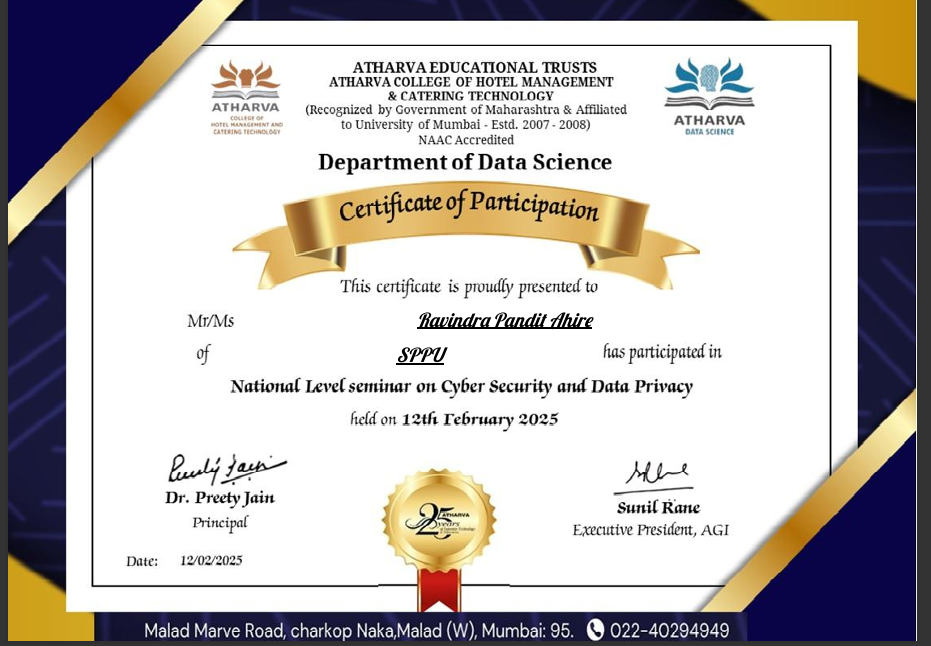 ATHARVA EDUCATIONAL TRUSTS
ATHARVA COLLEGE OF HOTEL MANAGEMENT
& CATERING TECHNOLOGY
(Recognized by Government of Maharashtra & Affiliated
to University of Mumbai - Estd. 2007 - 2008)
NAAC Accredited
ATHARVA
COLLEGE OF
HOTEL MANAGEMENT AND
CATERING TECHNOLOGY
ATHARVA
DATA SCIENCE
Department of Data Science
Certificate of Participation
This certificate is proudly presented to
Mr/Ms Ravindra Pandit Ahire
of SPPU has participated in
National Level seminar on Cyber Security and Data Privacy
held on 12th February 2025
Preety Jain
Dr. Preety Jain
Principal
Sunil Rane
Executive President, AGI
25 ATHARVA
years
Date: 12/02/2025
Malad Marve Road, charkop Naka,Malad (W), Mumbai: 95. 022-40294949